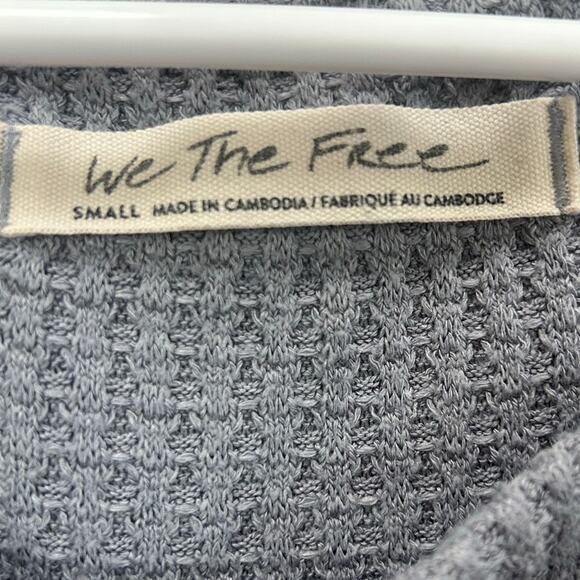 We The Free
SMALL MADE IN CAMBODIA / FABRIQUÉ AU CAMBODGE